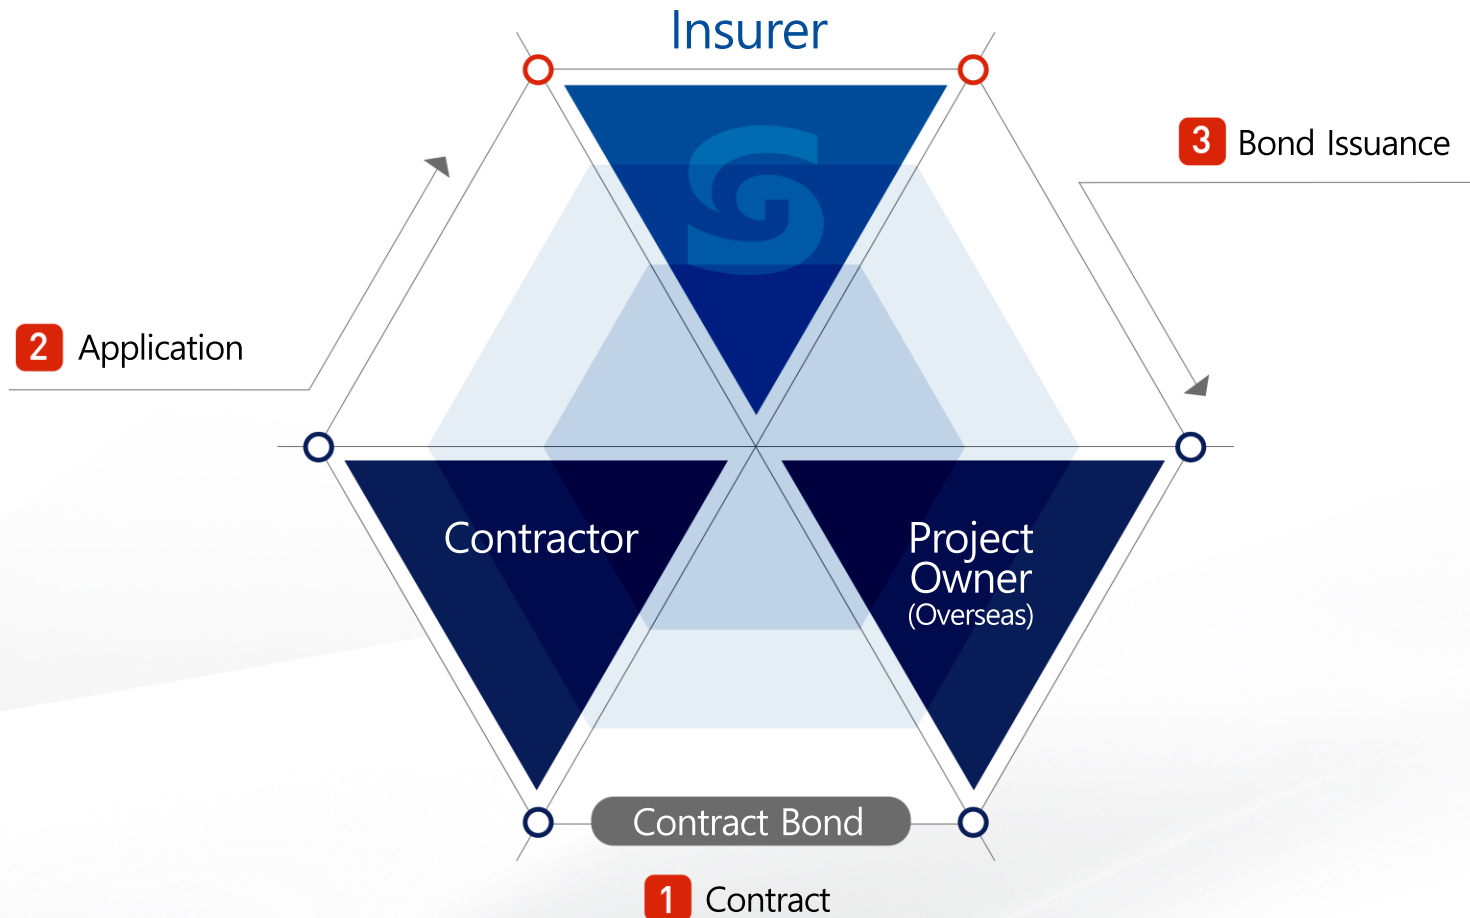 Insurer
3 Bond Issuance
2 Application
Contractor
Project
Owner
(Overseas)
Contract Bond
1 Contract